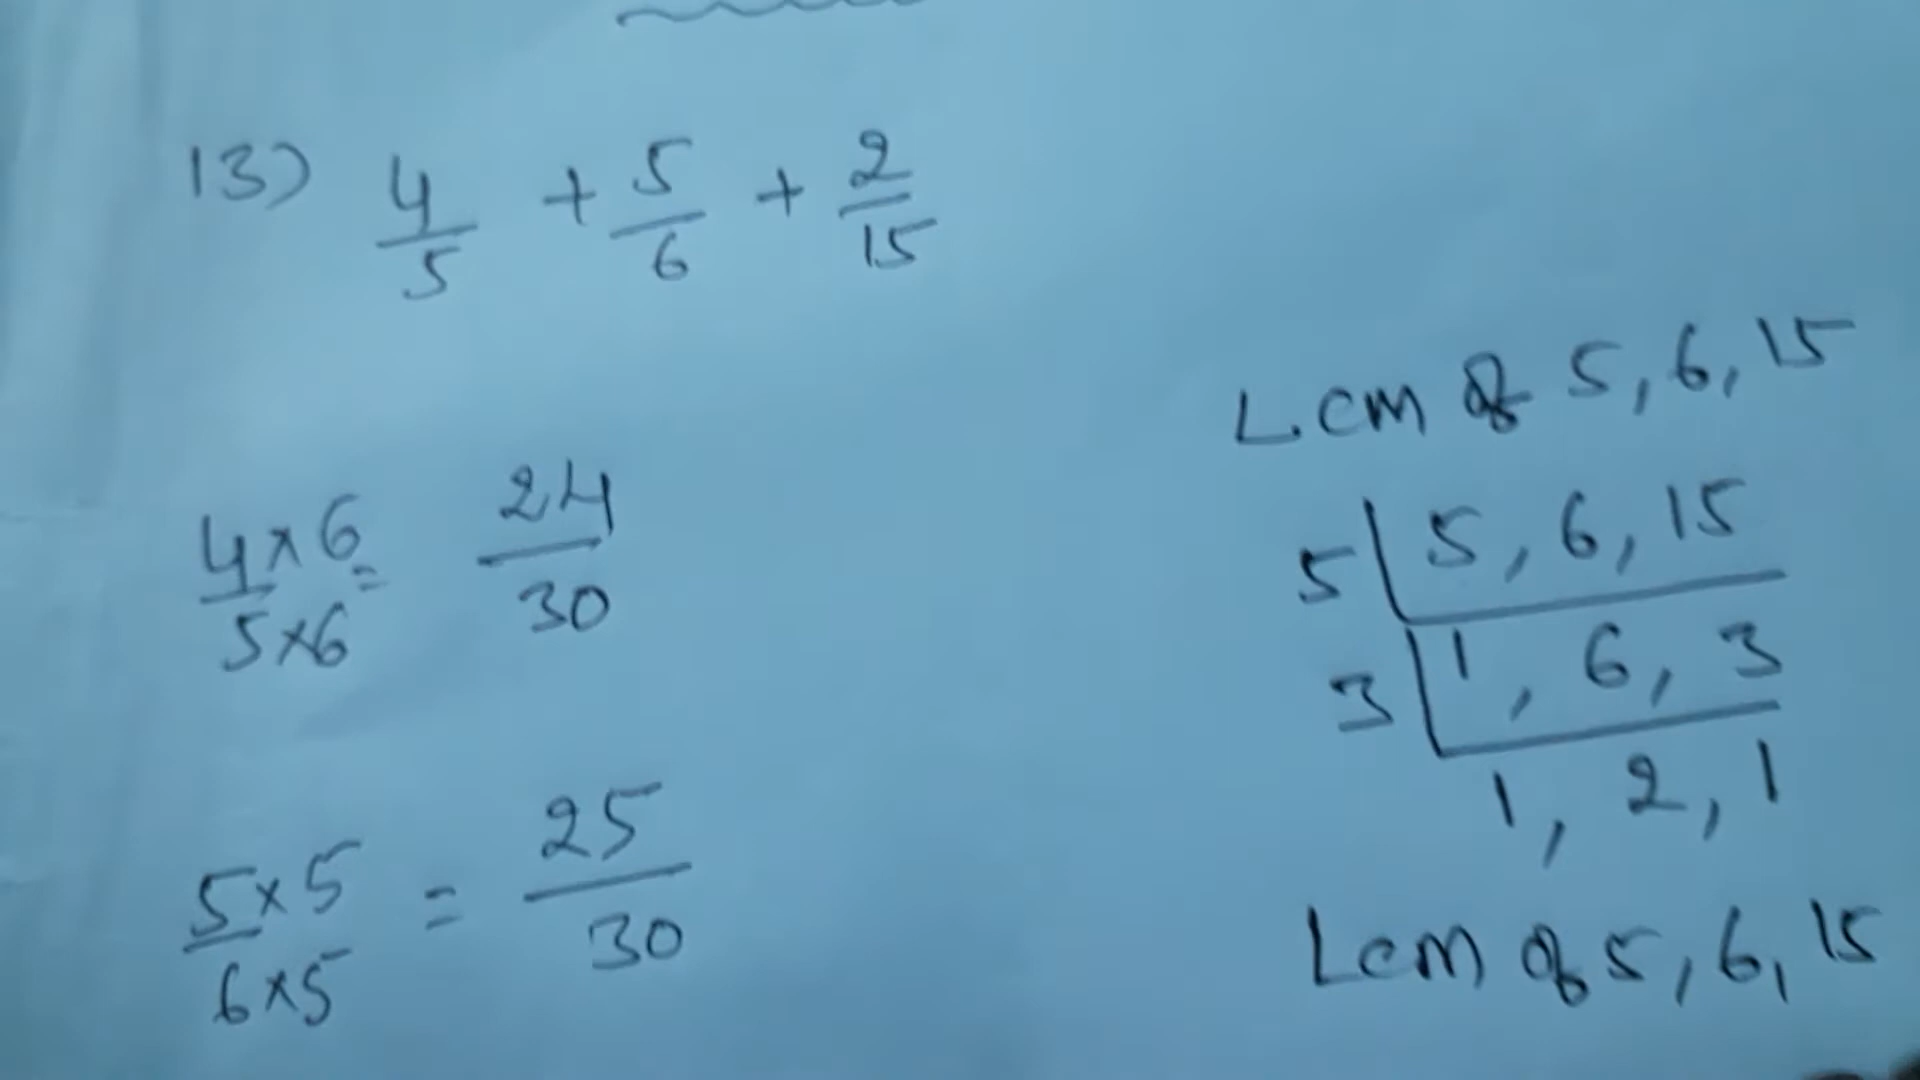 13) 4/5 + 5/6 + 2/15
4×6/5×6 = 24/30
5×5/6×5 = 25/30
L.CM of 5, 6, 15
5 | 5, 6, 15
3 | 1, 6, 3
1, 2, 1
LCM of 5, 6, 15